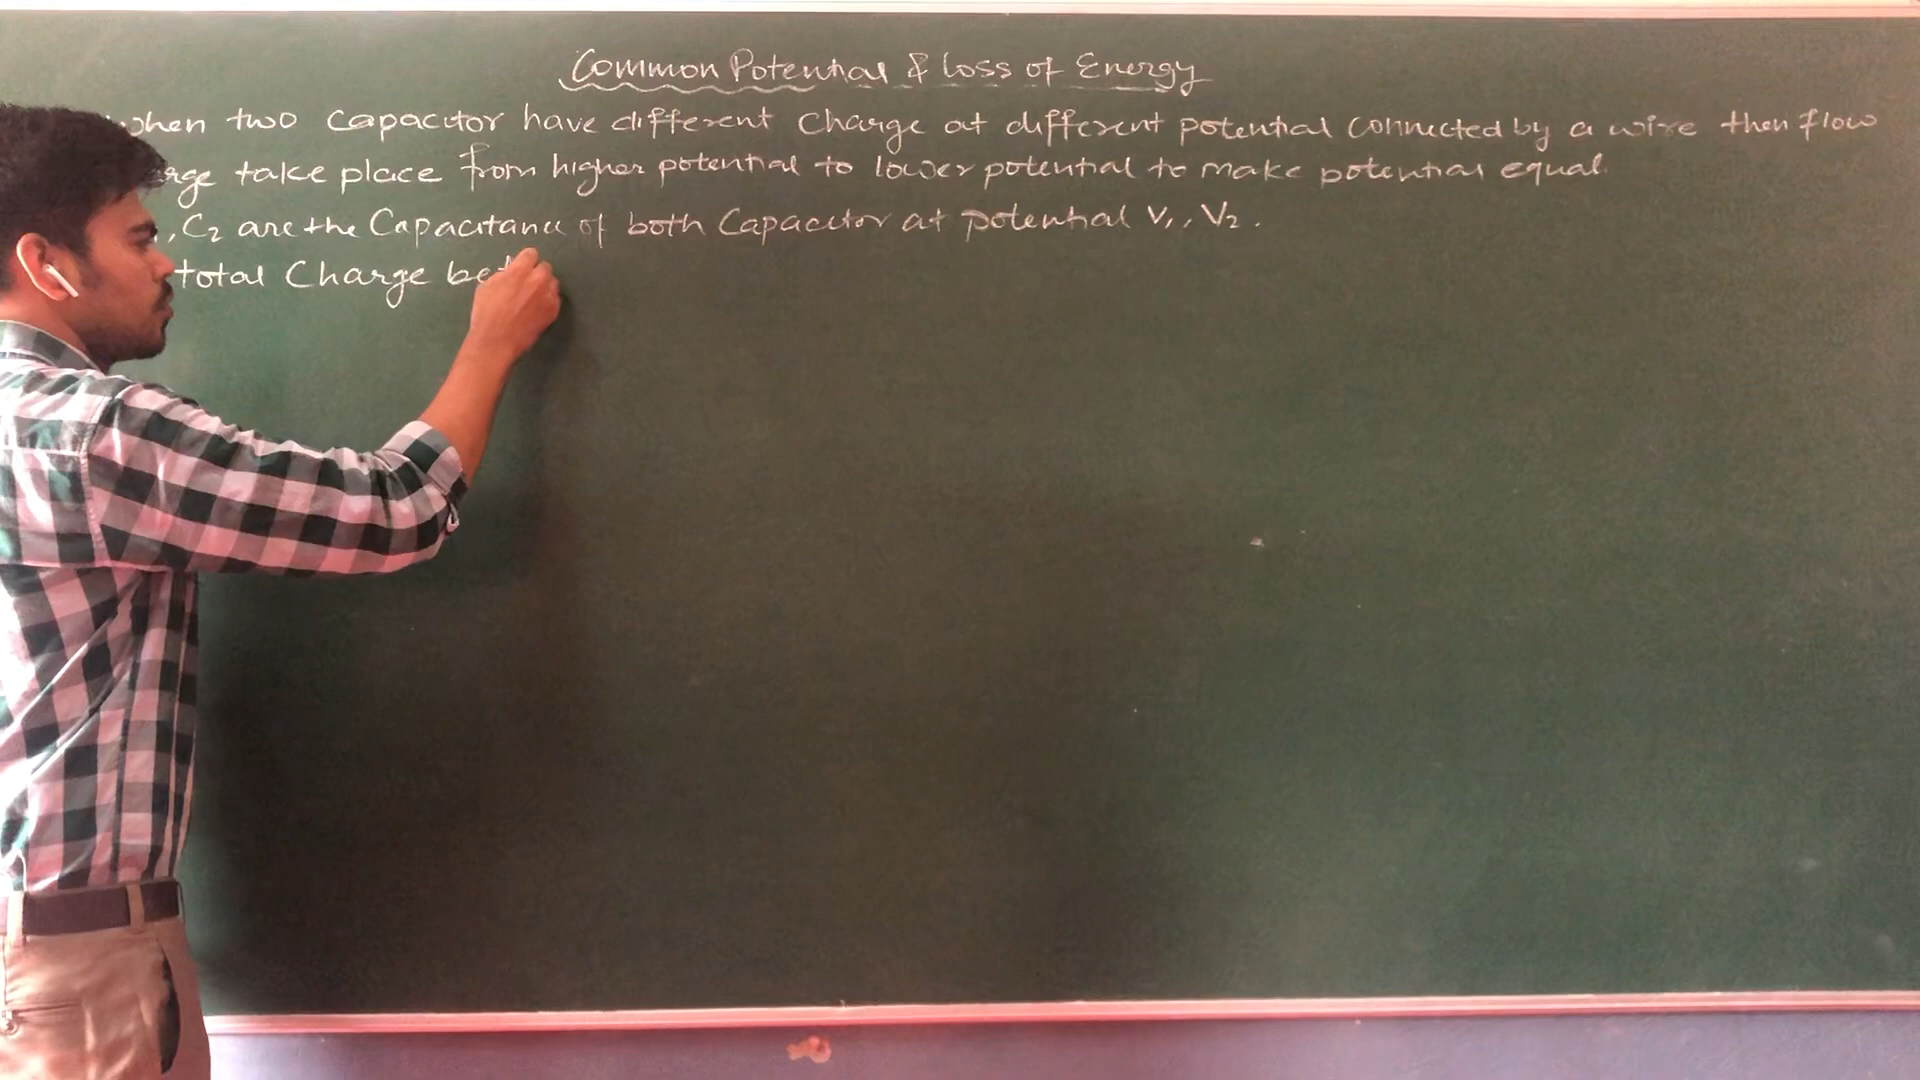 Common Potential & Loss of Energy
when two capacitor have different charge at different potential connected by a wire then flow
take place from higher potential to lower potential to make potential equal.
, C2 are the Capacitance of both Capacitor at potential V1, V2.
total Charge be